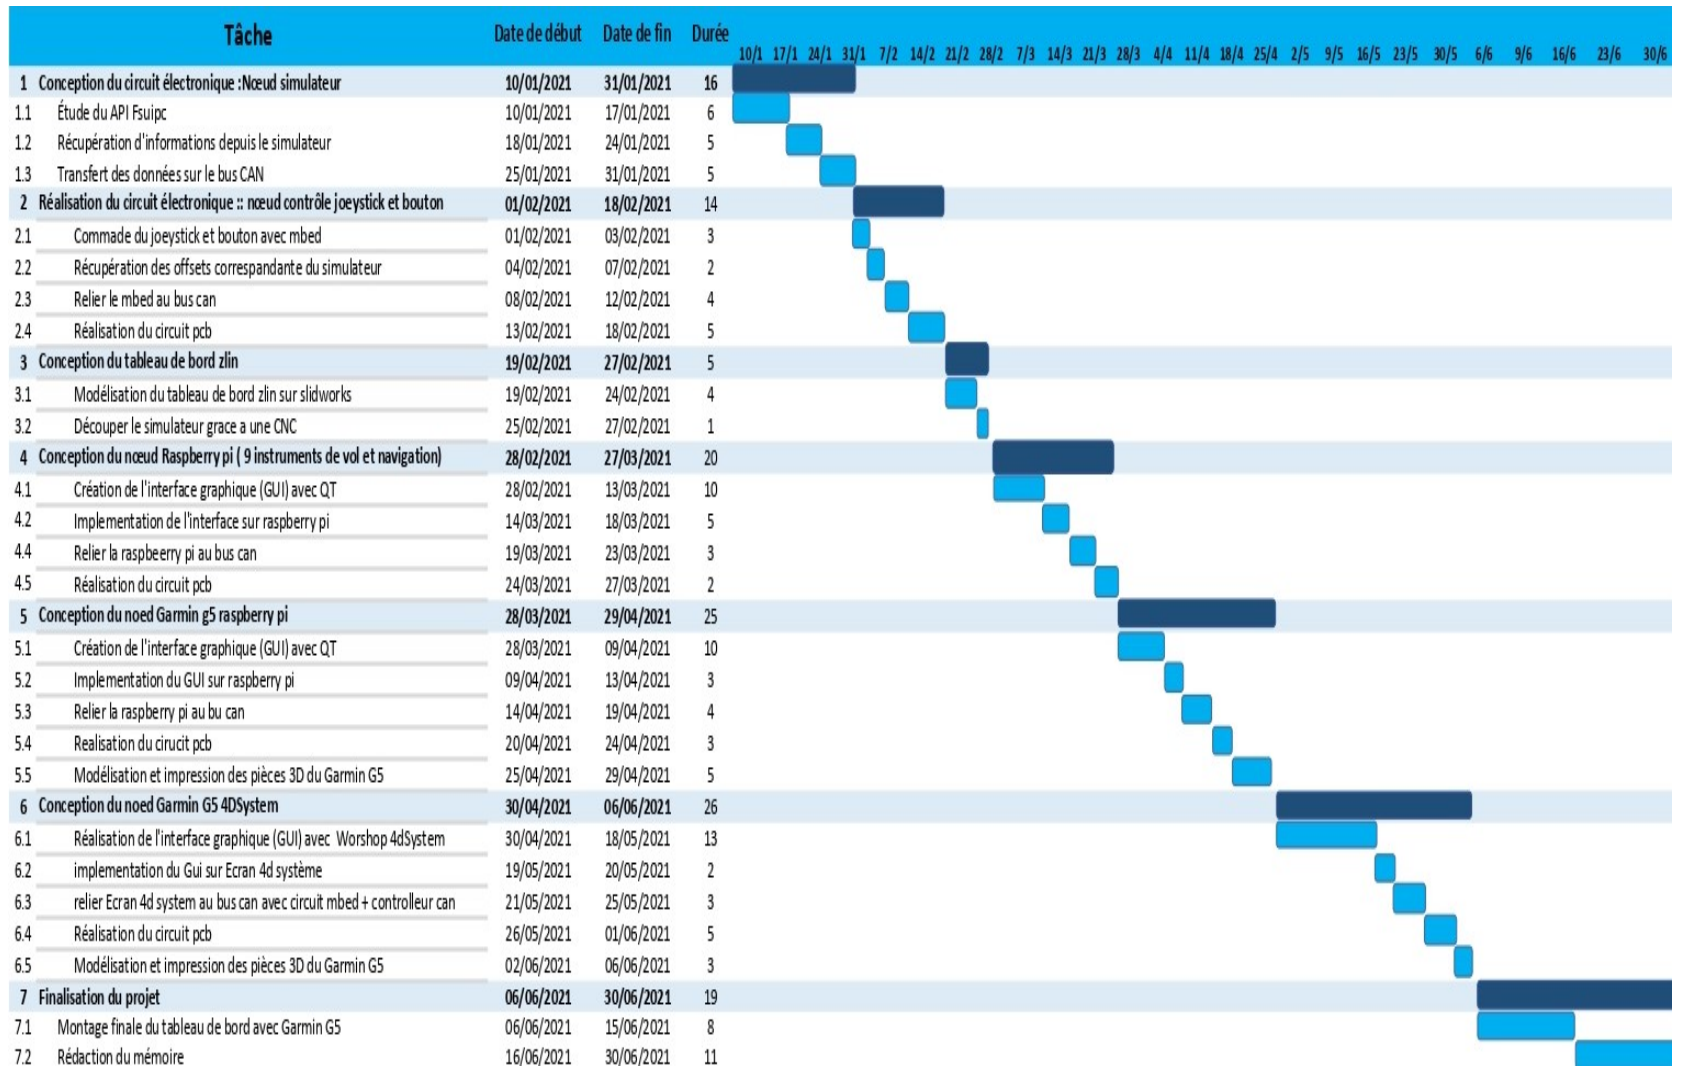 Tâche Date de début Date de fin Durée
10/1 17/1 24/1 31/1 7/2 14/2 21/2 28/2 7/3 14/3 21/3 28/3 4/4 11/4 18/4 25/4 2/5 9/5 16/5 23/5 30/5 6/6 9/6 16/6 23/6 30/6
1 Conception du circuit électronique :Nœud simulateur 10/01/2021 31/01/2021 16
1.1 Étude du API Fsuipc 10/01/2021 17/01/2021 6
1.2 Récupération d'informations depuis le simulateur 18/01/2021 24/01/2021 5
1.3 Transfert des données sur le bus CAN 25/01/2021 31/01/2021 5
2 Réalisation du circuit électronique :: nœud contrôle joeystick et bouton 01/02/2021 18/02/2021 14
2.1 Commade du joeystick et bouton avec mbed 01/02/2021 03/02/2021 3
2.2 Récupération des offsets correspandante du simulateur 04/02/2021 07/02/2021 2
2.3 Relier le mbed au bus can 08/02/2021 12/02/2021 4
2.4 Réalisation du circuit pcb 13/02/2021 18/02/2021 5
3 Conception du tableau de bord zlin 19/02/2021 27/02/2021 5
3.1 Modélisation du tableau de bord zlin sur slidworks 19/02/2021 24/02/2021 4
3.2 Découper le simulateur grace a une CNC 25/02/2021 27/02/2021 1
4 Conception du nœud Raspberry pi ( 9 instruments de vol et navigation) 28/02/2021 27/03/2021 20
4.1 Création de l'interface graphique (GUI) avec QT 28/02/2021 13/03/2021 10
4.2 Implementation de l'interface sur raspberry pi 14/03/2021 18/03/2021 5
4.4 Relier la raspbeerry pi au bus can 19/03/2021 23/03/2021 3
4.5 Réalisation du circuit pcb 24/03/2021 27/03/2021 2
5 Conception du noed Garmin g5 raspberry pi 28/03/2021 29/04/2021 25
5.1 Création de l'interface graphique (GUI) avec QT 28/03/2021 09/04/2021 10
5.2 Implementation du GUI sur raspberry pi 09/04/2021 13/04/2021 3
5.3 Relier la raspberry pi au bu can 14/04/2021 19/04/2021 4
5.4 Realisation du cirucit pcb 20/04/2021 24/04/2021 3
5.5 Modélisation et impression des pièces 3D du Garmin G5 25/04/2021 29/04/2021 5
6 Conception du noed Garmin G5 4DSystem 30/04/2021 06/06/2021 26
6.1 Réalisation de l'interface graphique (GUI) avec Worshop 4dSystem 30/04/2021 18/05/2021 13
6.2 implementation du Gui sur Ecran 4d système 19/05/2021 20/05/2021 2
6.3 relier Ecran 4d system au bus can avec circuit mbed + controlleur can 21/05/2021 25/05/2021 3
6.4 Réalisation du circuit pcb 26/05/2021 01/06/2021 5
6.5 Modélisation et impression des pièces 3D du Garmin G5 02/06/2021 06/06/2021 3
7 Finalisation du projet 06/06/2021 30/06/2021 19
7.1 Montage finale du tableau de bord avec Garmin G5 06/06/2021 15/06/2021 8
7.2 Rédaction du mémoire 16/06/2021 30/06/2021 11